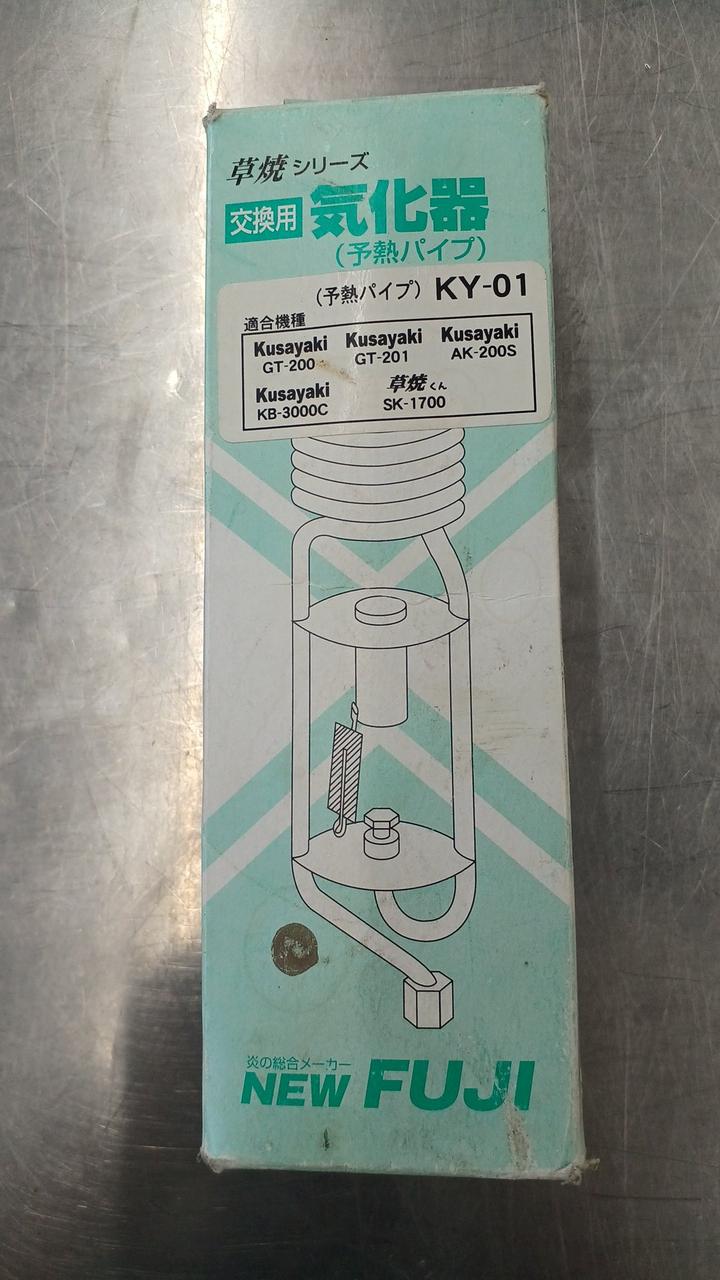 草焼シリーズ
交換用 気化器
(予熱パイプ)
(予熱パイプ) KY-01
適合機種
Kusayaki Kusayaki Kusayaki
GT-200 GT-201 AK-200S
Kusayaki 草焼くん
KB-3000C SK-1700
炎の総合メーカー
NEW FUJI